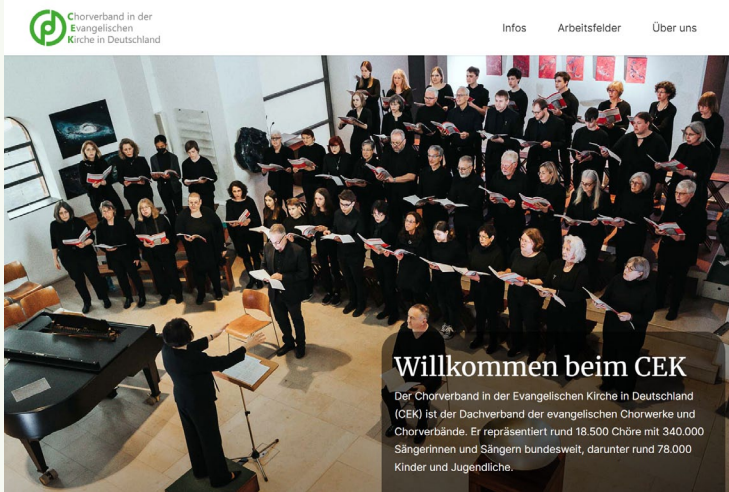 Chorverband in der
Evangelischen
Kirche in Deutschland
Infos Arbeitsfelder Über uns
Willkommen beim CEK
Der Chorverband in der Evangelischen Kirche in Deutschland
(CEK) ist der Dachverband der evangelischen Chorwerke und
Chorverbände. Er repräsentiert rund 18.500 Chöre mit 340.000
Sängerinnen und Sängern bundesweit, darunter rund 78.000
Kinder und Jugendliche.